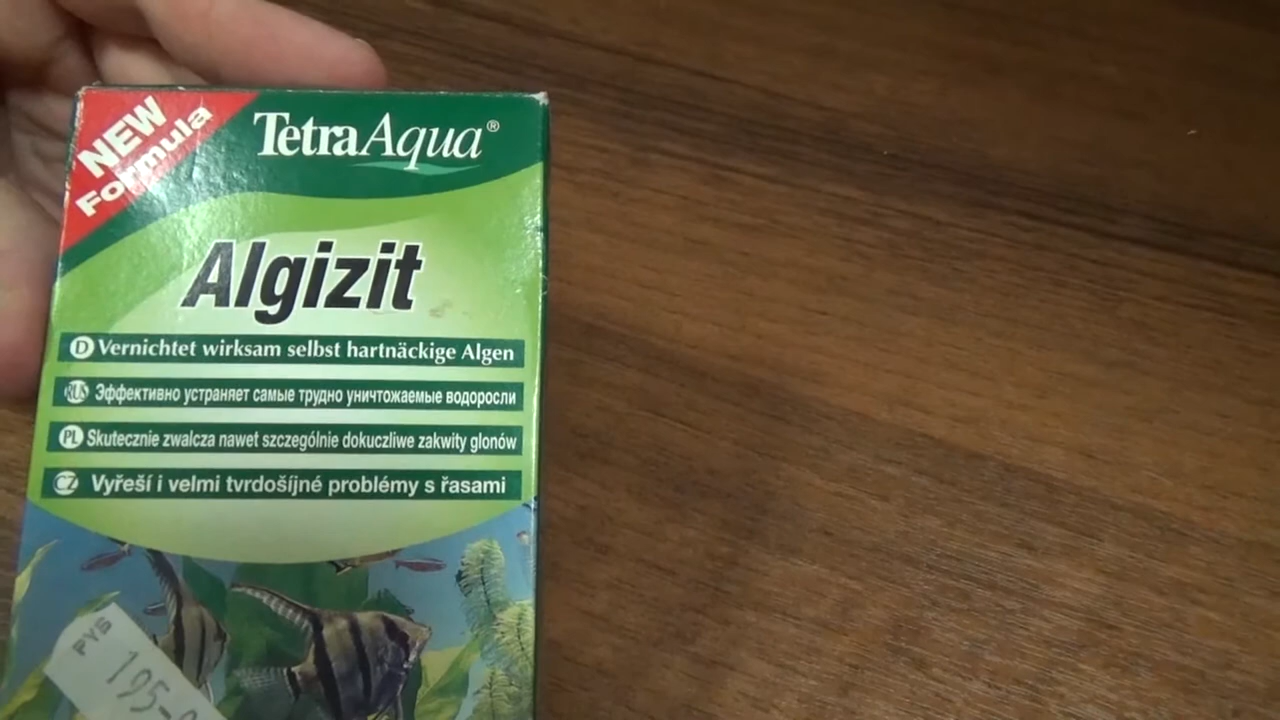 NEW
Formula
TetraAqua®
Algizit
D Vernichtet wirksam selbst hartnäckige Algen
RUS Эффективно устраняет самые трудно уничтожаемые водоросли
PL Skutecznie zwalcza nawet szczególnie dokuczliwe zakwity glonów
CZ Vyřeší i velmi tvrdošíjné problémy s řasami
РУБ
195-